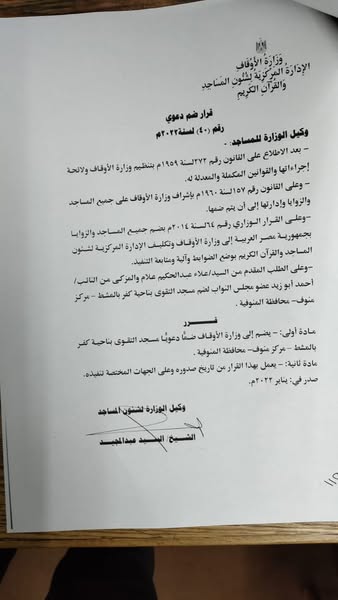 وزارة الأوقاف
الإدارة المركزية لشئون المساجد
والقرآن الكريم
قرار ضم دعوي
رقم (٤٠) لسنة ٢٠٢٢م
وكيل الوزارة للمساجد: -
- بعد الاطلاع على القانون رقم ٢٧٢ لسنة ١٩٥٩م بتنظيم وزارة الأوقاف ولائحة
إجراءاتها والقوانين المكملة والمعدلة له.
- وعلى القانون رقم ١٥٧ لسنة ١٩٦٠م بإشراف وزارة الأوقاف على جميع المساجد
والزوايا وإدارتها إلى أن يتم ضمها.
- وعلى القرار الوزاري رقم ٦٤ لسنة ٢٠١٤م بضم جميع المساجد والزوايا
بجمهورية مصر العربية إلى وزارة الأوقاف وتكليف الإدارة المركزية لشئون
المساجد والقرآن الكريم بوضع الضوابط وآلية ومتابعة التنفيذ.
- وعلى الطلب المقدم من السيد/ علام عبدالحكيم علام والمزكى من النائب/
أحمد أبو زيد عضو مجلس النواب لضم مسجد التقوى بناحية كفر بالمشط - مركز
منوف- محافظة المنوفية .
قـــرر
مادة أولى: - يضم إلى وزارة الأوقاف ضمًا دعويًا مسجد التقوى بناحية كفر
بالمشط - مركز منوف- محافظة المنوفية .
مادة ثانية: - يعمل بهذا القرار من تاريخ صدوره وعلى الجهات المختصة تنفيذه.
صدر في: يناير ٢٠٢٢م.
وكيل الوزارة لشئون المساجد
الشيخ/ السيد عبدالمجيد